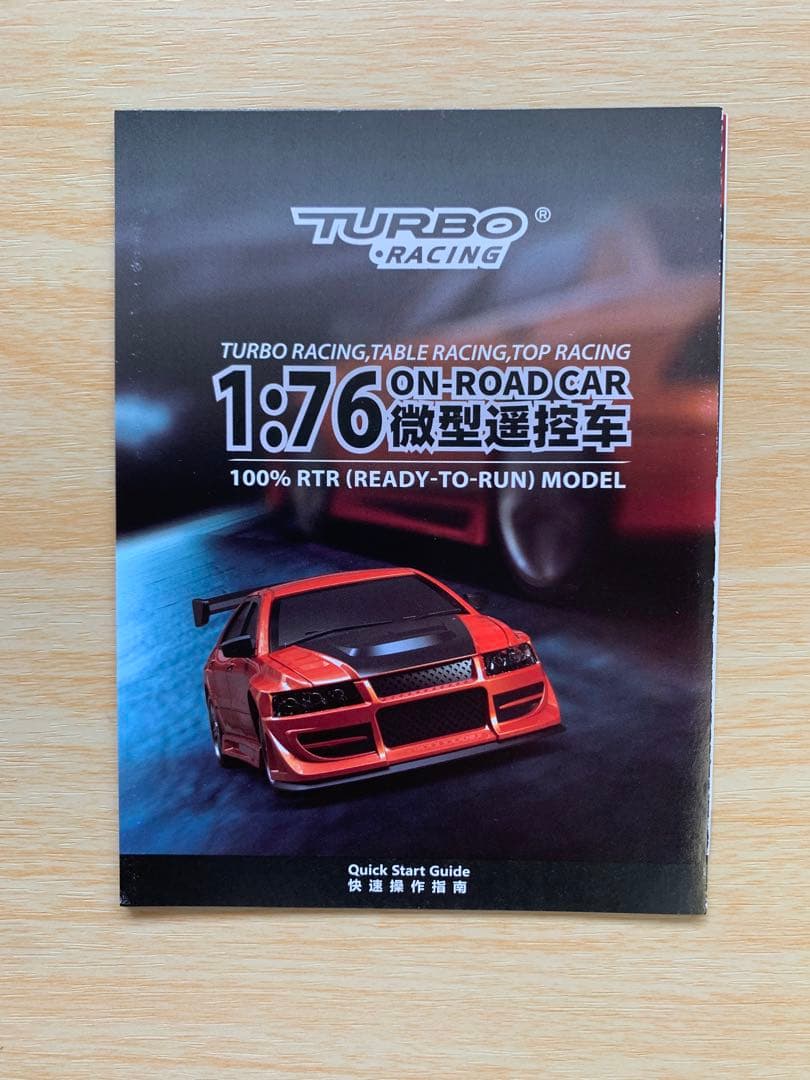 TURBO ®
·RACING
TURBO RACING,TABLE RACING,TOP RACING
1:76 ON-ROAD CAR
微型遥控车
100% RTR (READY-TO-RUN) MODEL
Quick Start Guide
快速操作指南